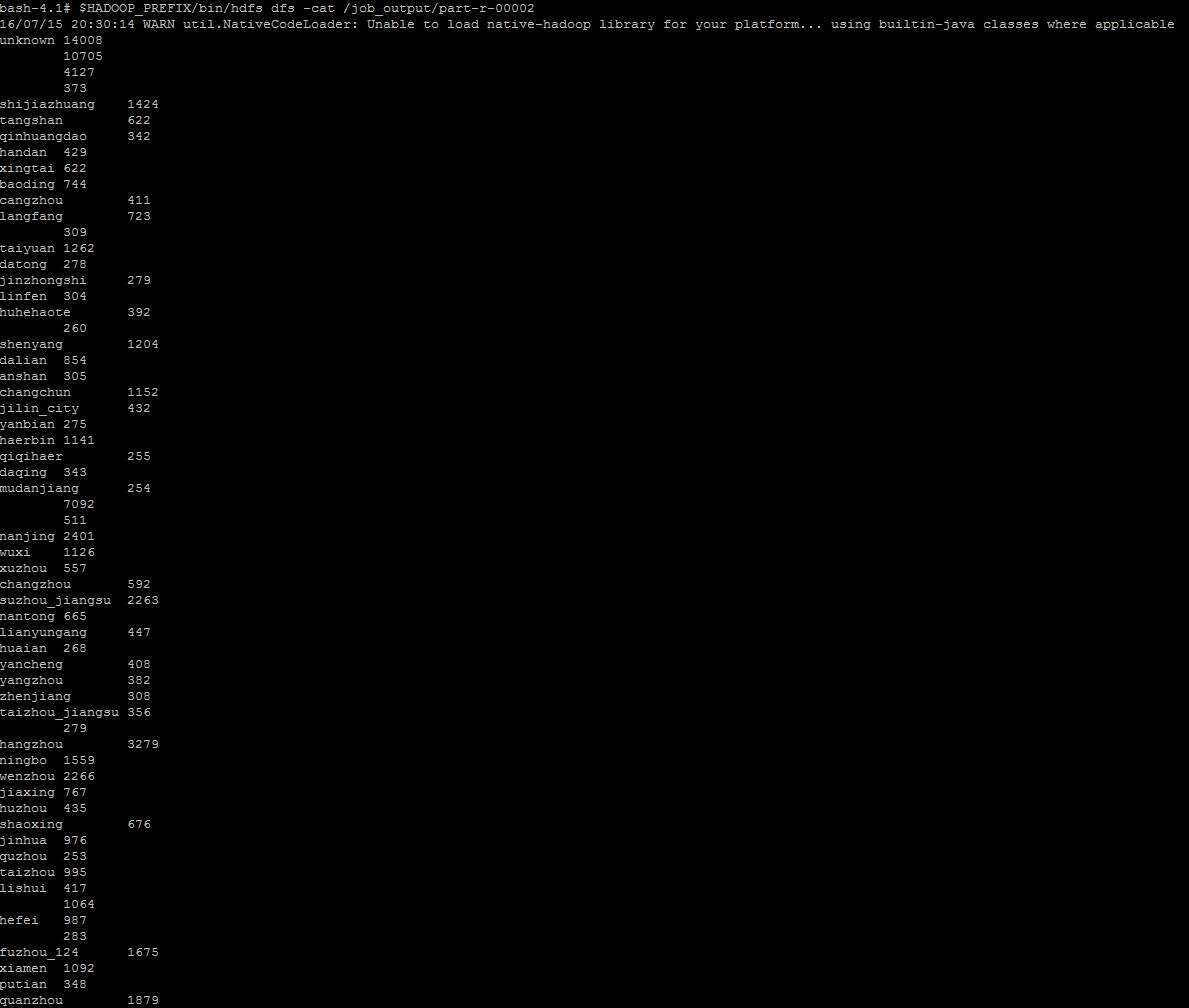 bash-4.1# $HADOOP_PREFIX/bin/hdfs dfs -cat /job_output/part-r-00002
16/07/15 20:30:14 WARN util.NativeCodeLoader: Unable to load native-hadoop library for your platform... using builtin-java classes where applicable
unknown 14008
10705
4127
373
shijiazhuang 1424
tangshan 622
qinhuangdao 342
handan 429
xingtai 622
baoding 744
cangzhou 411
langfang 723
309
taiyuan 1262
datong 278
jinzhongshi 279
linfen 304
huhehaote 392
260
shenyang 1204
dalian 854
anshan 305
changchun 1152
jilin_city 432
yanbian 275
haerbin 1141
qiqihaer 255
daqing 343
mudanjiang 254
7092
511
nanjing 2401
wuxi 1126
xuzhou 557
changzhou 592
suzhou_jiangsu 2263
nantong 665
lianyungang 447
huaian 268
yancheng 408
yangzhou 382
zhenjiang 308
taizhou_jiangsu 356
279
hangzhou 3279
ningbo 1559
wenzhou 2266
jiaxing 767
huzhou 435
shaoxing 676
jinhua 976
quzhou 253
taizhou 995
lishui 417
1064
hefei 987
283
fuzhou_124 1675
xiamen 1092
putian 348
quanzhou 1879